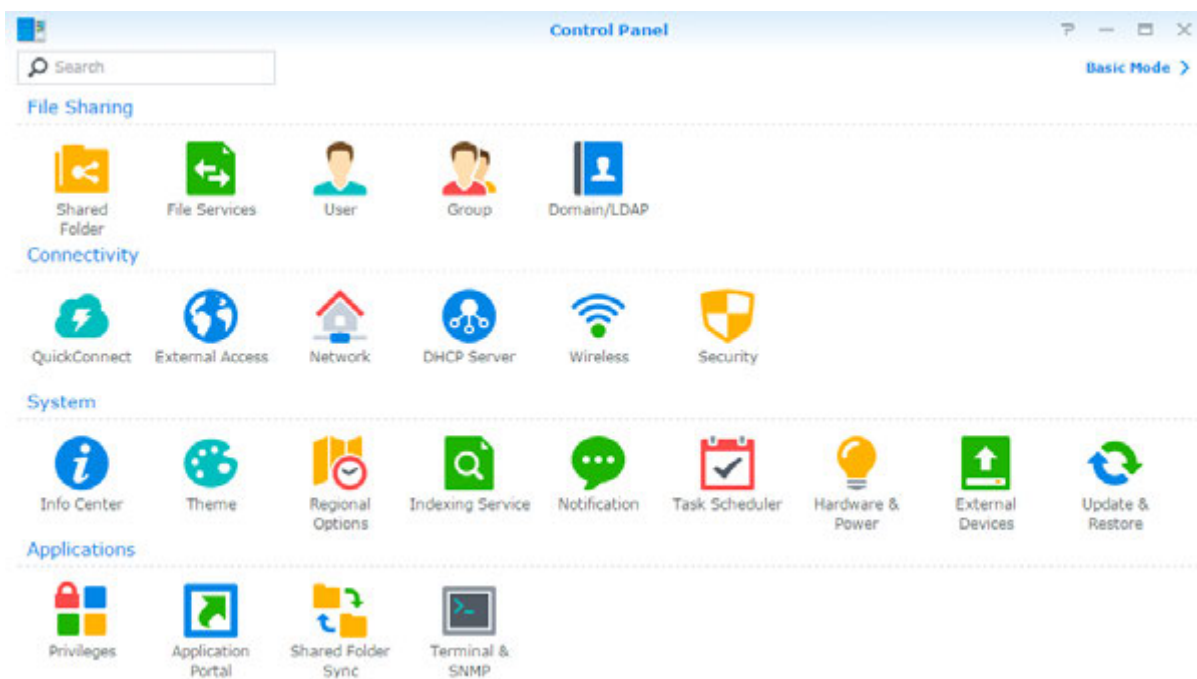 Control Panel
Search
Basic Mode
File Sharing
Shared
Folder
File Services
User
Group
Domain/LDAP
Connectivity
QuickConnect
External Access
Network
DHCP Server
Wireless
Security
System
Info Center
Theme
Regional
Options
Indexing Service
Notification
Task Scheduler
Hardware &
Power
External
Devices
Update &
Restore
Applications
Privileges
Application
Portal
Shared Folder
Sync
Terminal &
SNMP